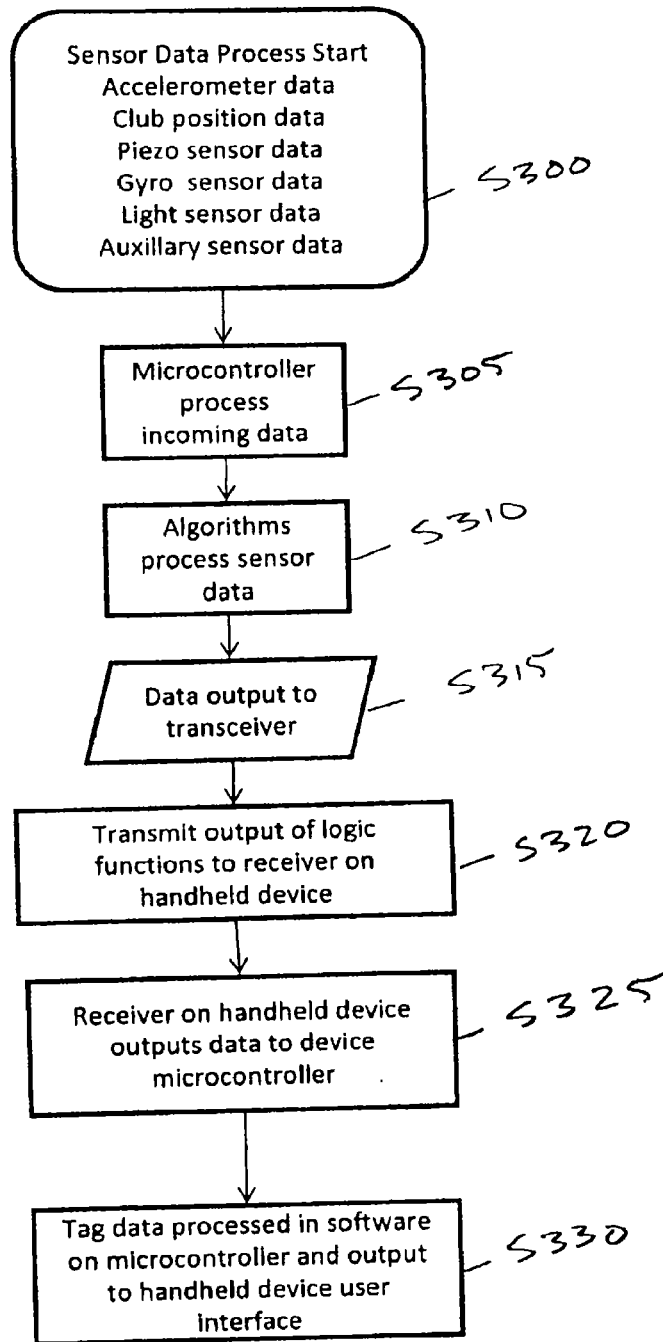 Sensor Data Process Start
Accelerometer data
Club position data
Piezo sensor data
Gyro sensor data
Light sensor data
Auxillary sensor data
S300
Microcontroller
process
incoming data
S305
Algorithms
process sensor
data
S310
Data output to
transceiver
S315
Transmit output of logic
functions to receiver on
handheld device
S320
Receiver on handheld device
outputs data to device
microcontroller
S325
Tag data processed in software
on microcontroller and output
to handheld device user
interface
S330